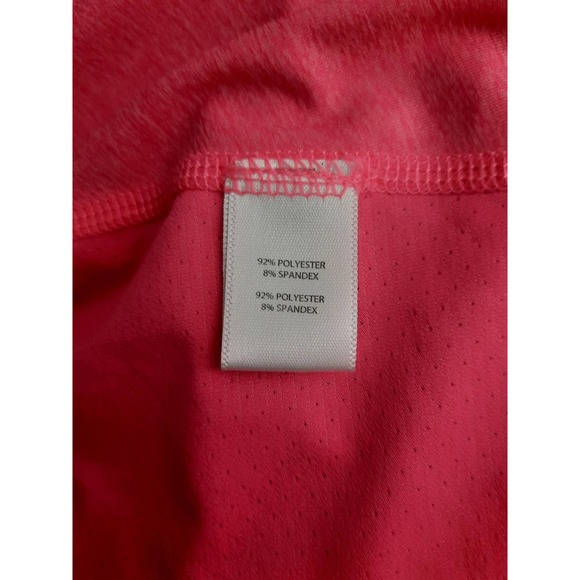 92% POLYESTER
8% SPANDEX
92% POLYESTER
8% SPANDEX